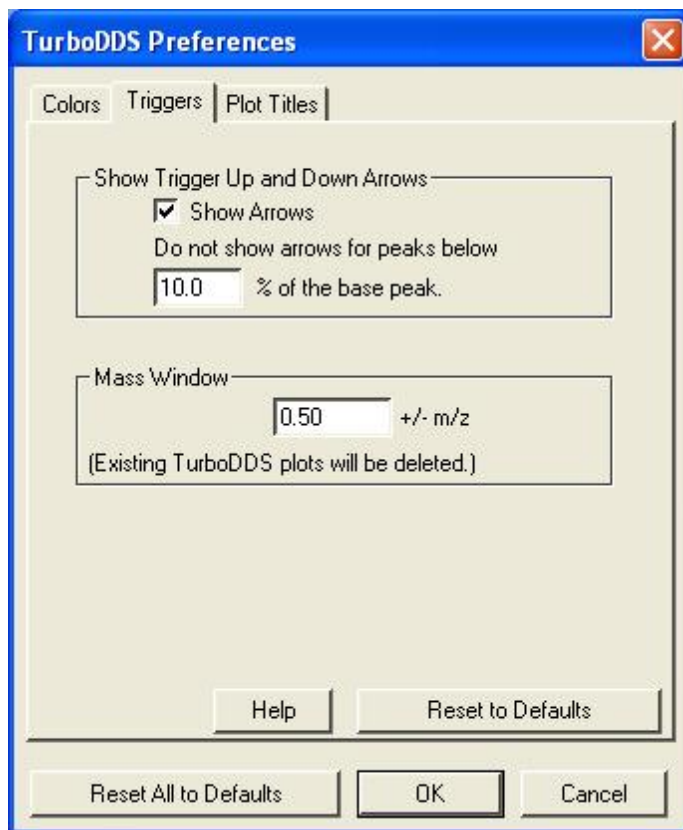 TurboDDS Preferences
Colors Triggers Plot Titles
Show Trigger Up and Down Arrows
Show Arrows
Do not show arrows for peaks below
10.0 % of the base peak.
Mass Window
0.50 +/- m/z
(Existing TurboDDS plots will be deleted.)
Help Reset to Defaults
Reset All to Defaults OK Cancel